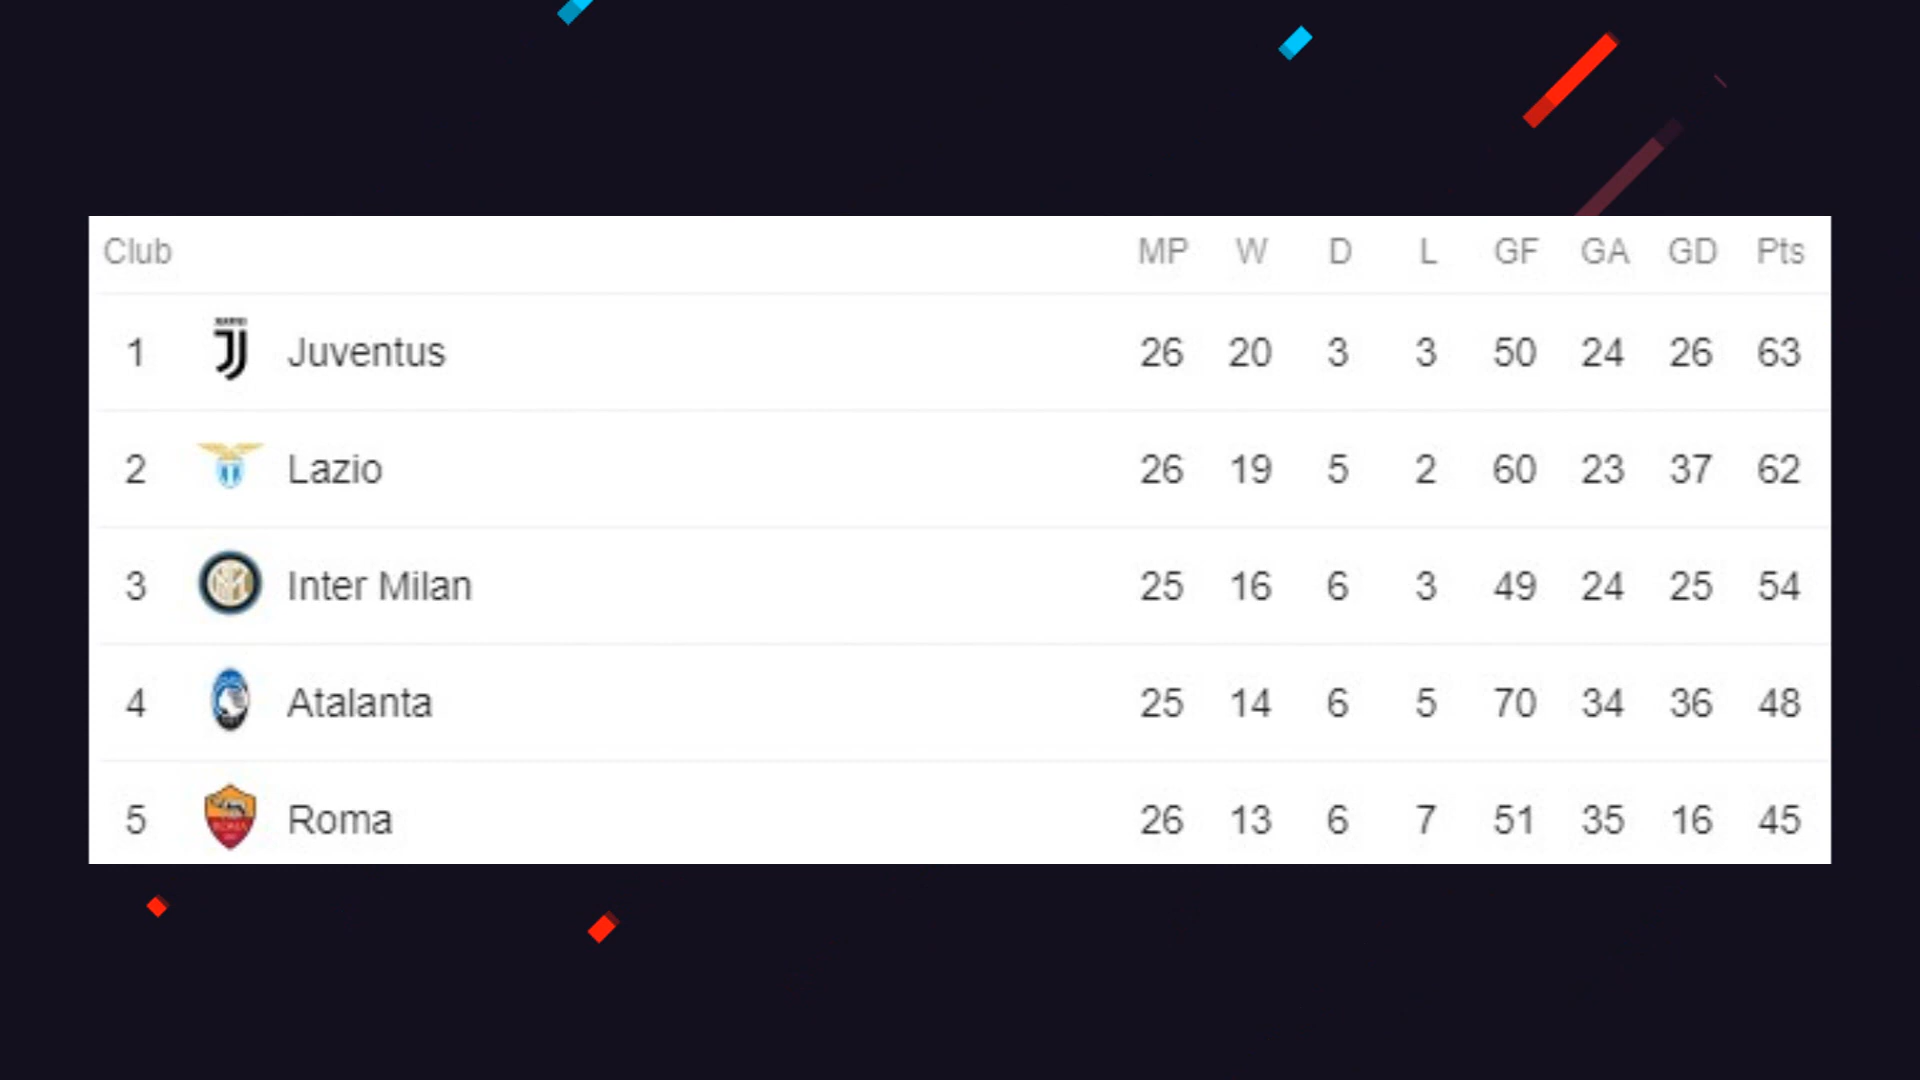 Club MP W D L GF GA GD Pts
1 Juventus 26 20 3 3 50 24 26 63
2 Lazio 26 19 5 2 60 23 37 62
3 Inter Milan 25 16 6 3 49 24 25 54
4 Atalanta 25 14 6 5 70 34 36 48
5 Roma 26 13 6 7 51 35 16 45